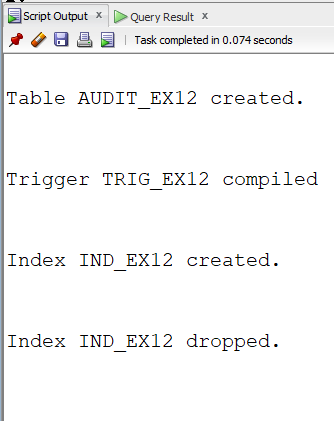 Script Output x Query Result x
Task completed in 0.074 seconds
Table AUDIT_EX12 created.
Trigger TRIG_EX12 compiled
Index IND_EX12 created.
Index IND_EX12 dropped.